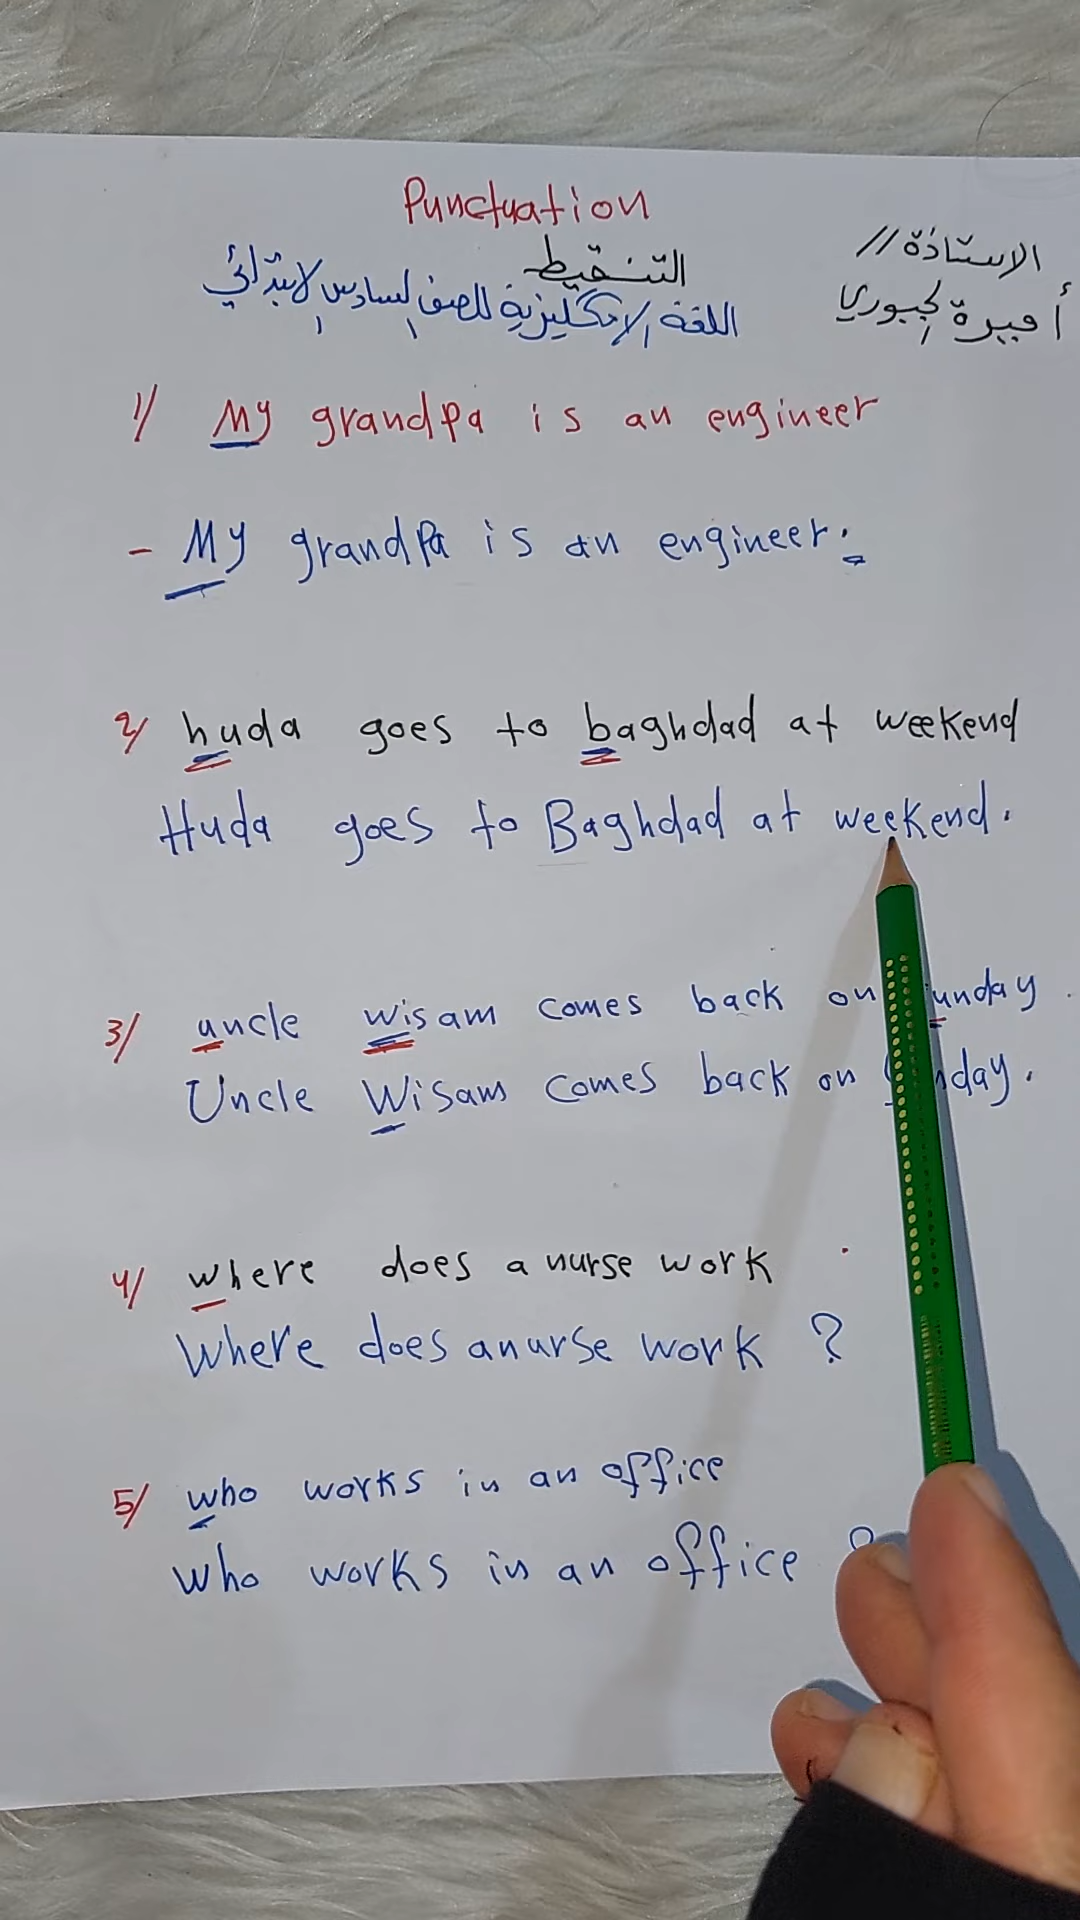 Punctuation
التنقيط
اللغة الانكليزية للصف السادس الابتدائي
الاستاذة //
أميرة الجبوري
1/ My grandpa is an engineer
- My grandpa is an engineer.
2/ huda goes to baghdad at weekend
Huda goes to Baghdad at weekend.
3/ uncle wisam comes back on unday
Uncle Wisam comes back on day.
4/ where does a nurse work
Where does a nurse work ?
5/ who works in an office
Who works in an office ?